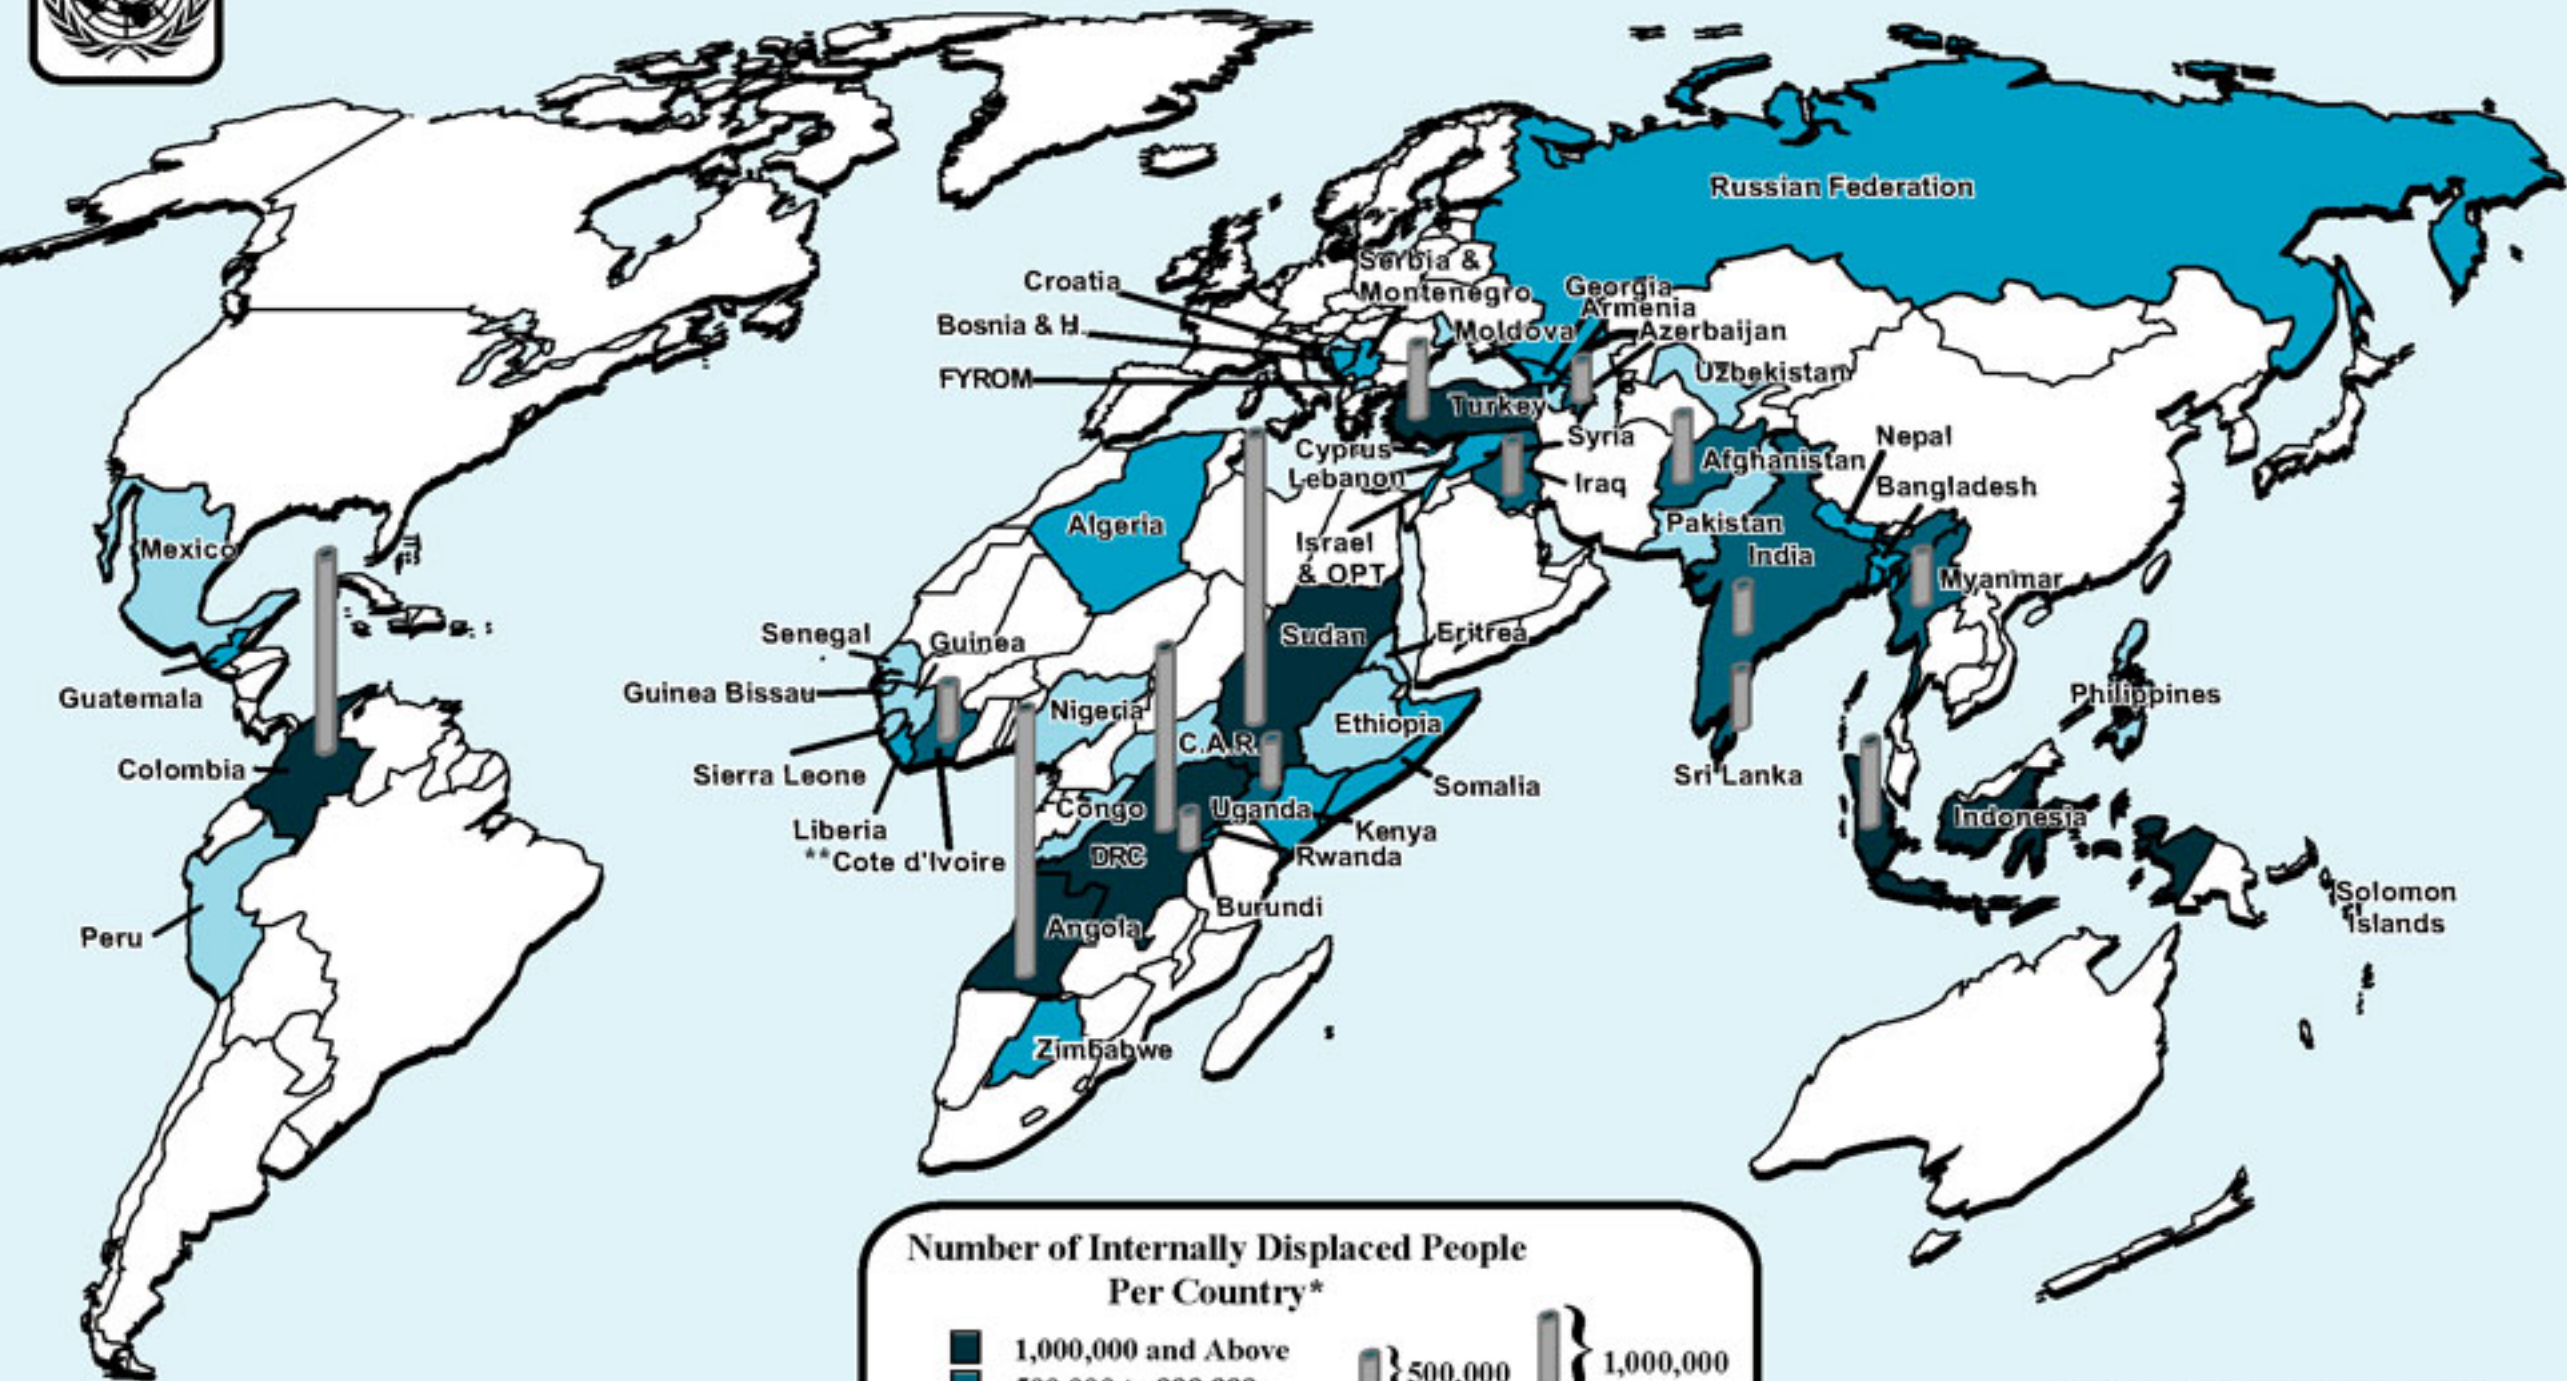 Russian Federation
Serbia &
Montenegro
Croatia
Bosnia & H.
FYROM
Georgia
Armenia
Moldova
Azerbaijan
Uzbekistan
Turkey
Cyprus
Lebanon
Syria
Iraq
Israel
& OPT
Afghanistan
Nepal
Bangladesh
Pakistan
India
Myanmar
Mexico
Guatemala
Colombia
Peru
Algeria
Senegal
Guinea
Guinea Bissau
Sierra Leone
Liberia
**Cote d'Ivoire
Nigeria
C.A.R.
Sudan
Eritrea
Ethiopia
Somalia
Congo
Uganda
Kenya
Rwanda
DRC
Burundi
Angola
Zimbabwe
Sri Lanka
Philippines
Indonesia
Solomon
Islands
Number of Internally Displaced People
Per Country*
1,000,000 and Above
500,000
1,000,000